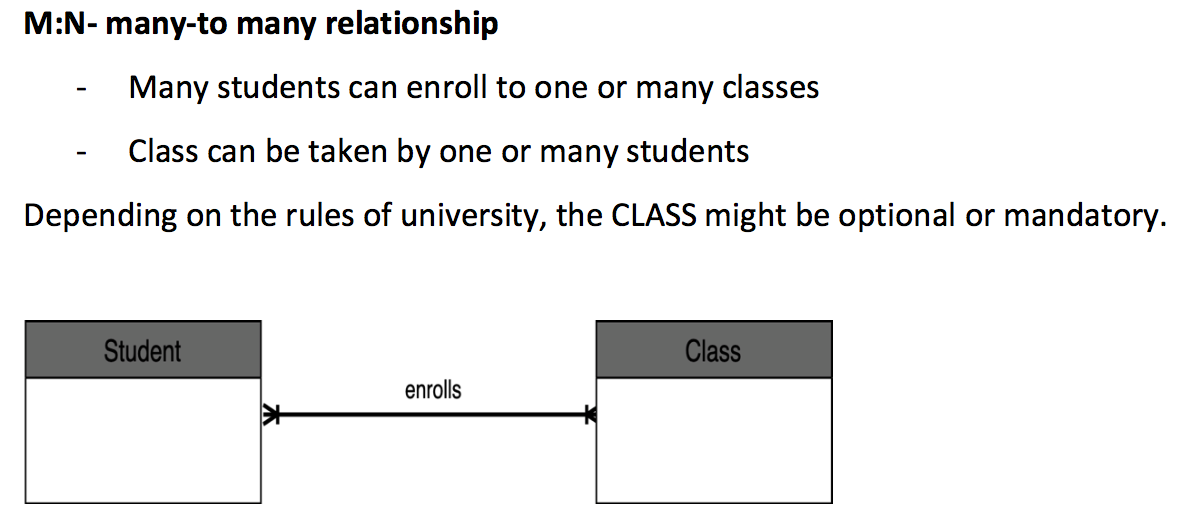 M:N- many-to many relationship
- Many students can enroll to one or many classes
- Class can be taken by one or many students
Depending on the rules of university, the CLASS might be optional or mandatory.
Student
Class
enrolls